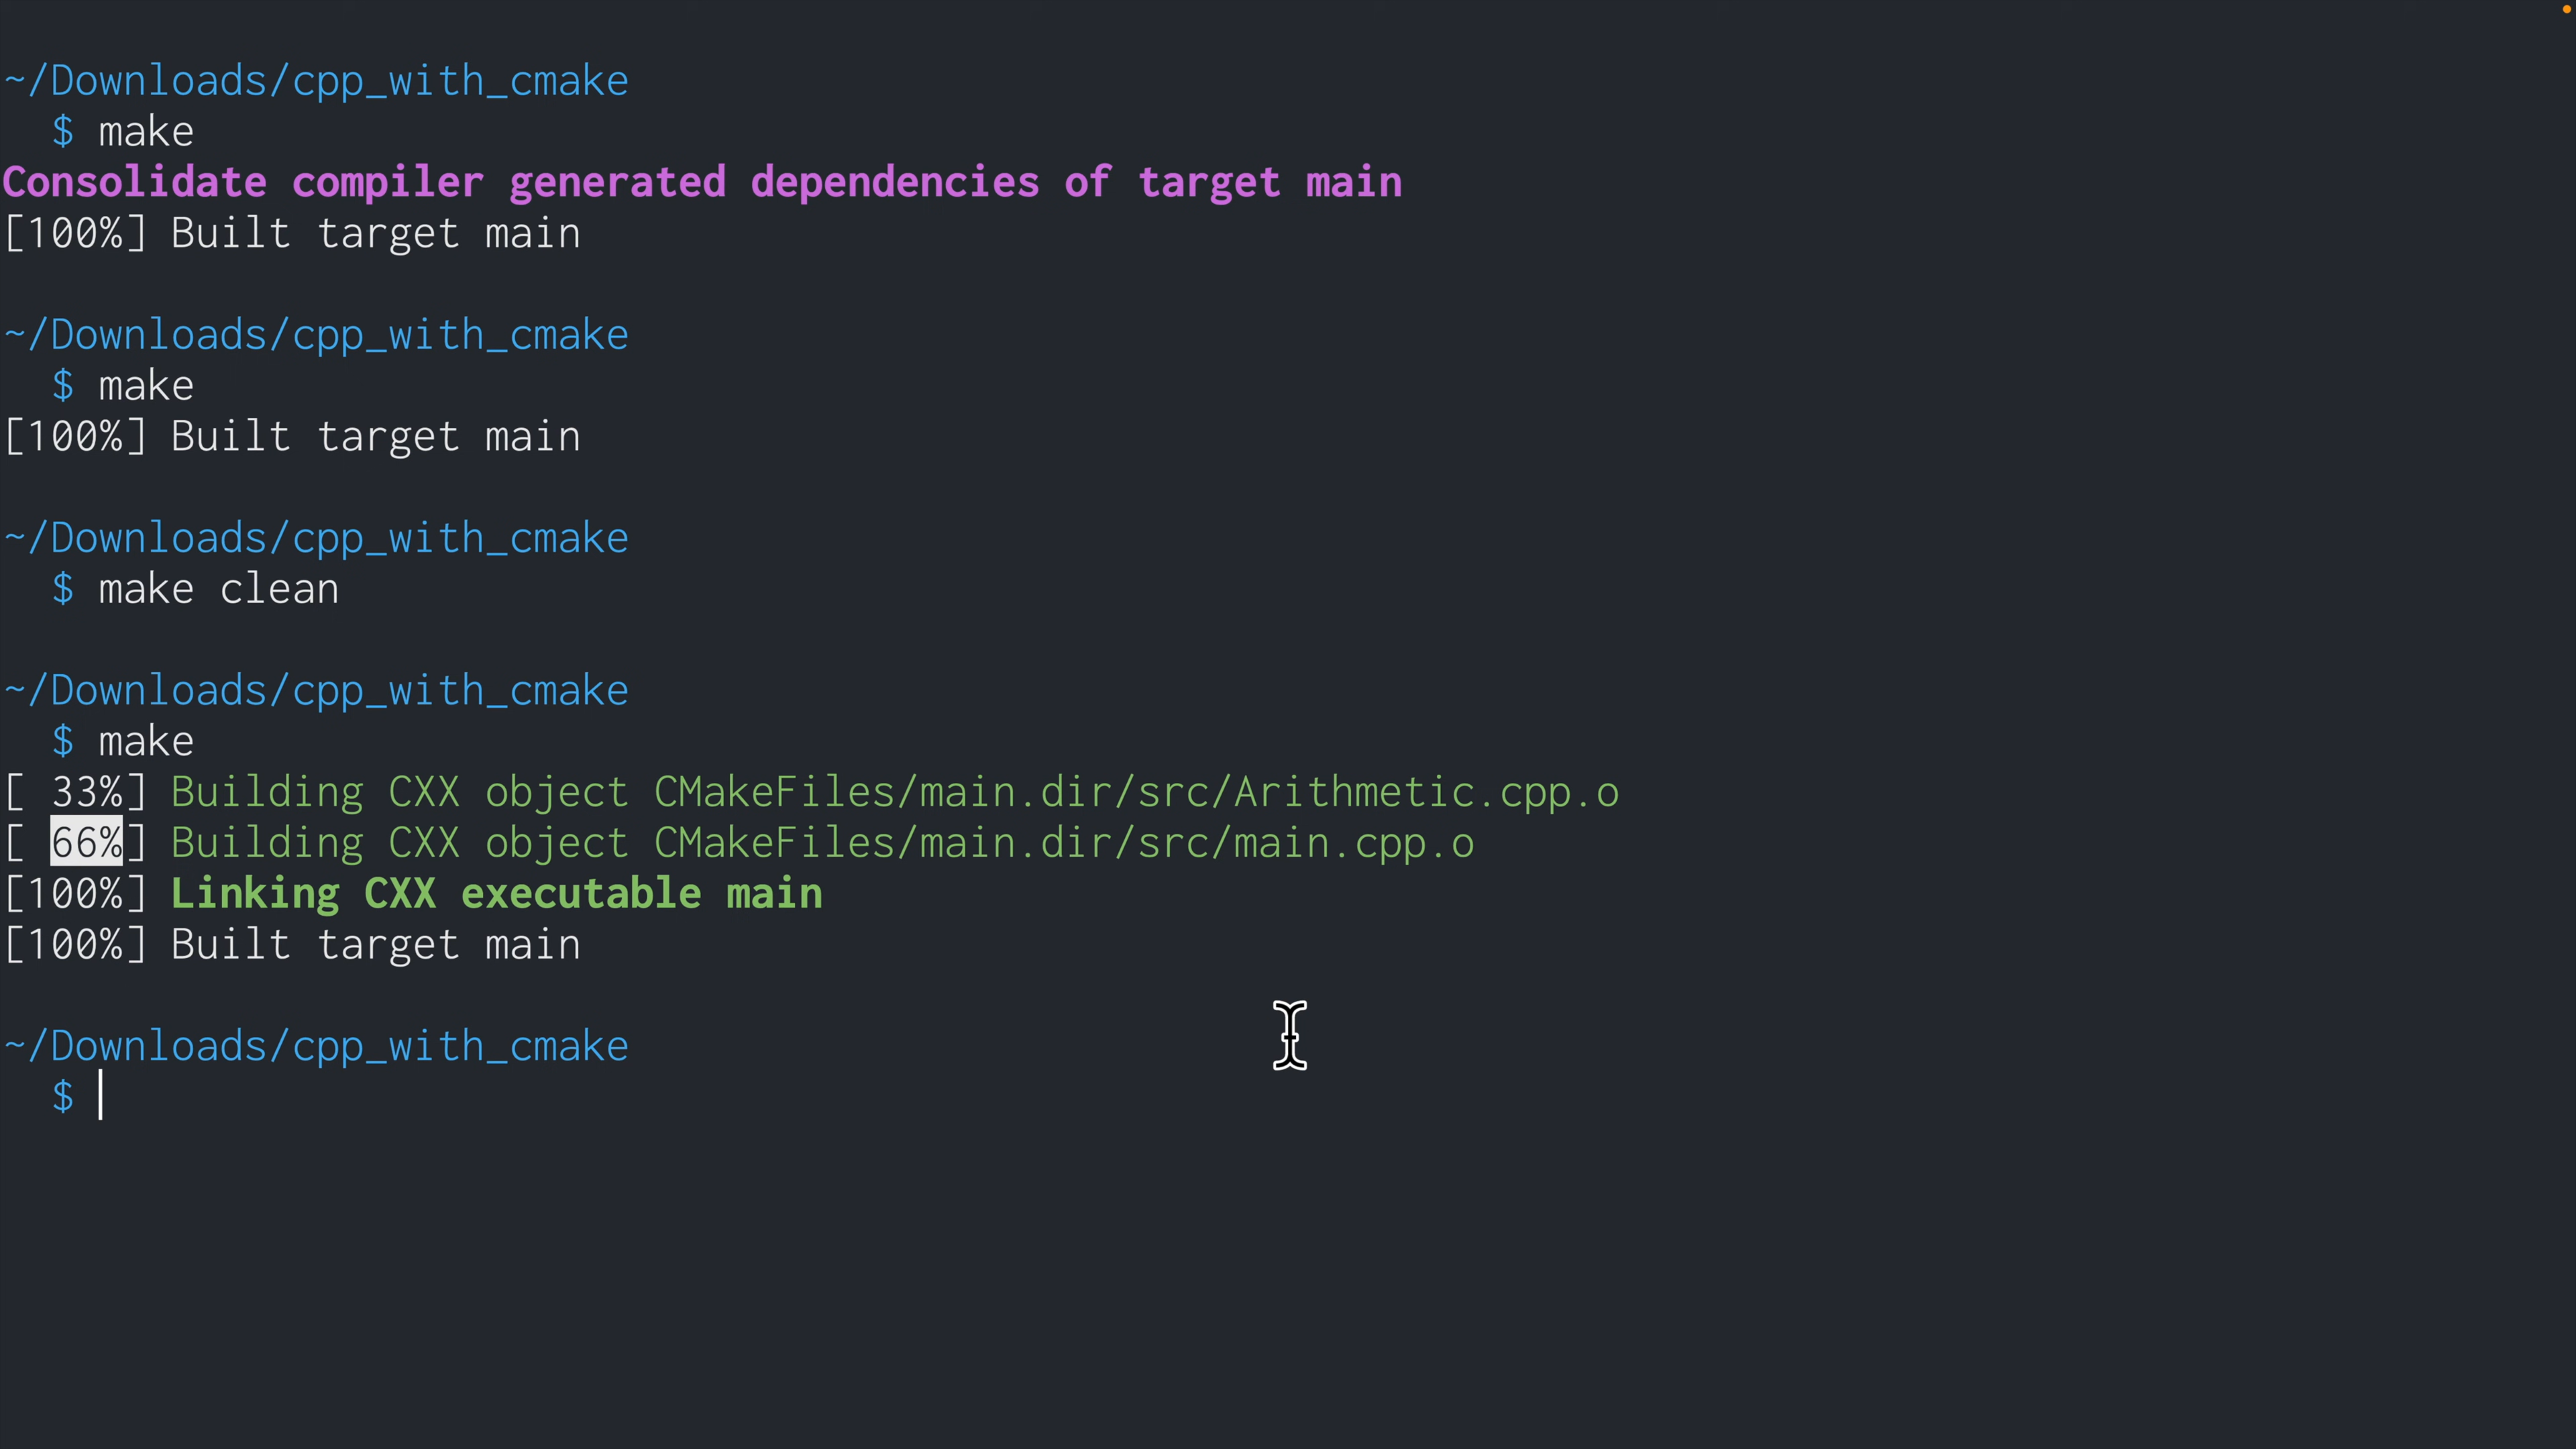 ~/Downloads/cpp_with_cmake
$ make
Consolidate compiler generated dependencies of target main
[100%] Built target main
~/Downloads/cpp_with_cmake
$ make
[100%] Built target main
~/Downloads/cpp_with_cmake
$ make clean
~/Downloads/cpp_with_cmake
$ make
[ 33%] Building CXX object CMakeFiles/main.dir/src/Arithmetic.cpp.o
[ 66%] Building CXX object CMakeFiles/main.dir/src/main.cpp.o
[100%] Linking CXX executable main
[100%] Built target main
~/Downloads/cpp_with_cmake
$